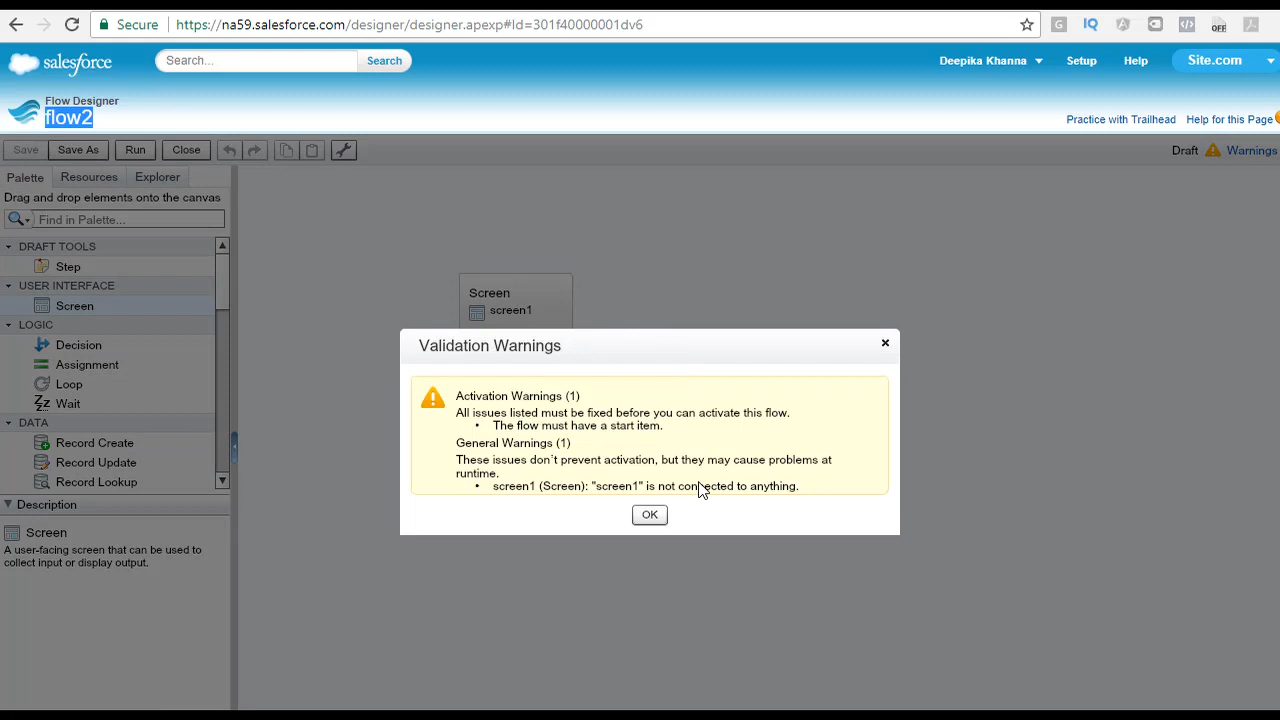 Secure https://na59.salesforce.com/designer/designer.apexp#Id=301f40000001dv6
G IQ OFF
salesforce Search... Search Deepika Khanna Setup Help Site.com
Flow Designer
flow2
Practice with Trailhead Help for this Page
Save Save As Run Close Draft Warnings
Palette Resources Explorer
Drag and drop elements onto the canvas
Find in Palette...
DRAFT TOOLS
Step
USER INTERFACE
Screen
LOGIC
Decision
Assignment
Loop
Zzz Wait
DATA
Record Create
Record Update
Record Lookup
Description
Screen
A user-facing screen that can be used to
collect input or display output.
Screen
screen1
Validation Warnings
Activation Warnings (1)
All issues listed must be fixed before you can activate this flow.
• The flow must have a start item.
General Warnings (1)
These issues don't prevent activation, but they may cause problems at
runtime.
• screen1 (Screen): "screen1" is not connected to anything.
OK